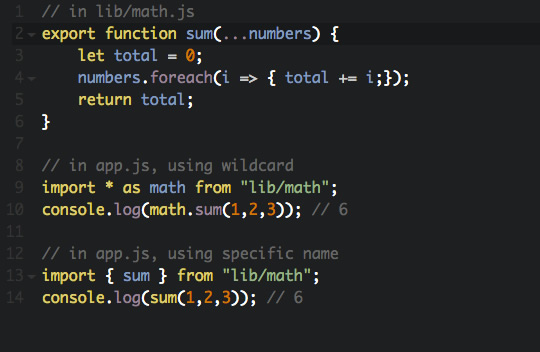 1 // in lib/math.js
2 export function sum(...numbers) {
3 let total = 0;
4 numbers.foreach(i => { total += i;});
5 return total;
6 }
7
8 // in app.js, using wildcard
9 import * as math from "lib/math";
10 console.log(math.sum(1,2,3)); // 6
11
12 // in app.js, using specific name
13 import { sum } from "lib/math";
14 console.log(sum(1,2,3)); // 6